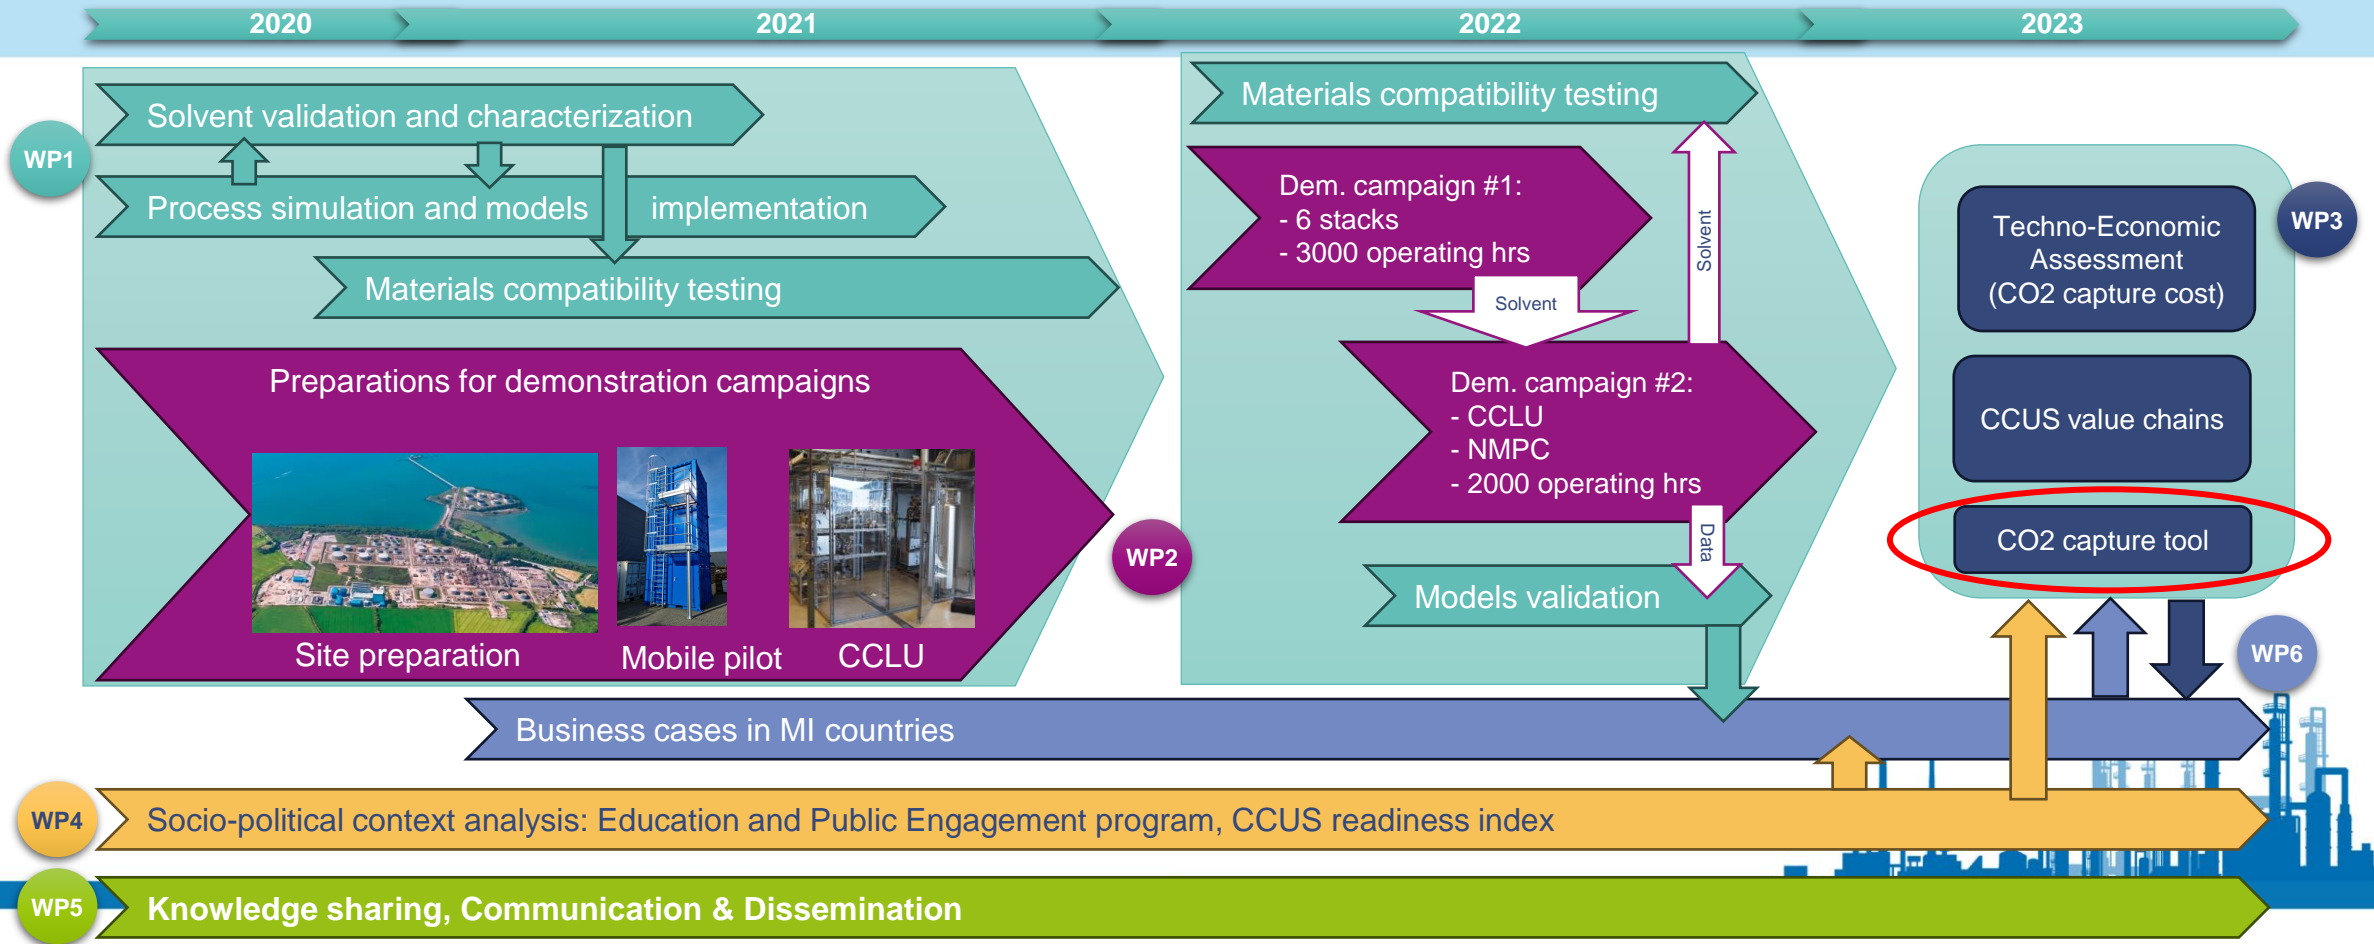 2020
2021
2022
2023
WP1
Solvent validation and characterization
Process simulation and models implementation
Materials compatibility testing
Preparations for demonstration campaigns
Site preparation
Mobile pilot
CCLU
WP2
Materials compatibility testing
Dem. campaign #1:
- 6 stacks
- 3000 operating hrs
Solvent
Solvent
Dem. campaign #2:
- CCLU
- NMPC
- 2000 operating hrs
Data
Models validation
WP3
Techno-Economic
Assessment
(CO2 capture cost)
CCUS value chains
CO2 capture tool
WP6
Business cases in MI countries
WP4
Socio-political context analysis: Education and Public Engagement program, CCUS readiness index
WP5
Knowledge sharing, Communication & Dissemination